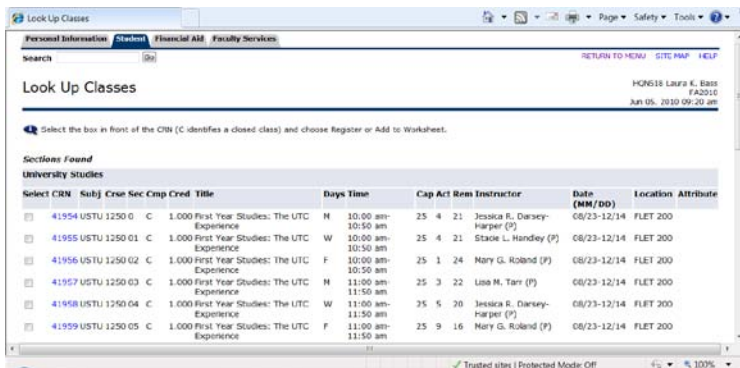 Look Up Classes
Page Safety Tools
Personal Information Student Financial Aid Faculty Services
Search Go RETURN TO MENU SITE MAP HELP
Look Up Classes
HQN518 Laura K. Bass
FA2010
Jun 05, 2010 09:20 am
Select the box in front of the CRN (C identifies a closed class) and choose Register or Add to Worksheet.
Sections Found
University Studies
Select CRN Subj Crse Sec Cmp Cred Title Days Time Cap Act Rem Instructor Date (MM/DD) Location Attribute
41954 USTU 1250 0 C 1.000 First Year Studies: The UTC Experience M 10:00 am-10:50 am 25 4 21 Jessica R. Darsey-Harper (P) 08/23-12/14 FLET 200
41955 USTU 1250 01 C 1.000 First Year Studies: The UTC Experience W 10:00 am-10:50 am 25 4 21 Stacie L. Handley (P) 08/23-12/14 FLET 200
41956 USTU 1250 02 C 1.000 First Year Studies: The UTC Experience F 10:00 am-10:50 am 25 1 24 Mary G. Roland (P) 08/23-12/14 FLET 200
41957 USTU 1250 03 C 1.000 First Year Studies: The UTC Experience M 11:00 am-11:50 am 25 3 22 Lisa M. Tarr (P) 08/23-12/14 FLET 200
41958 USTU 1250 04 C 1.000 First Year Studies: The UTC Experience W 11:00 am-11:50 am 25 5 20 Jessica R. Darsey-Harper (P) 08/23-12/14 FLET 200
41959 USTU 1250 05 C 1.000 First Year Studies: The UTC Experience F 11:00 am-11:50 am 25 9 16 Mary G. Roland (P) 08/23-12/14 FLET 200
Trusted sites | Protected Mode: Off 100%